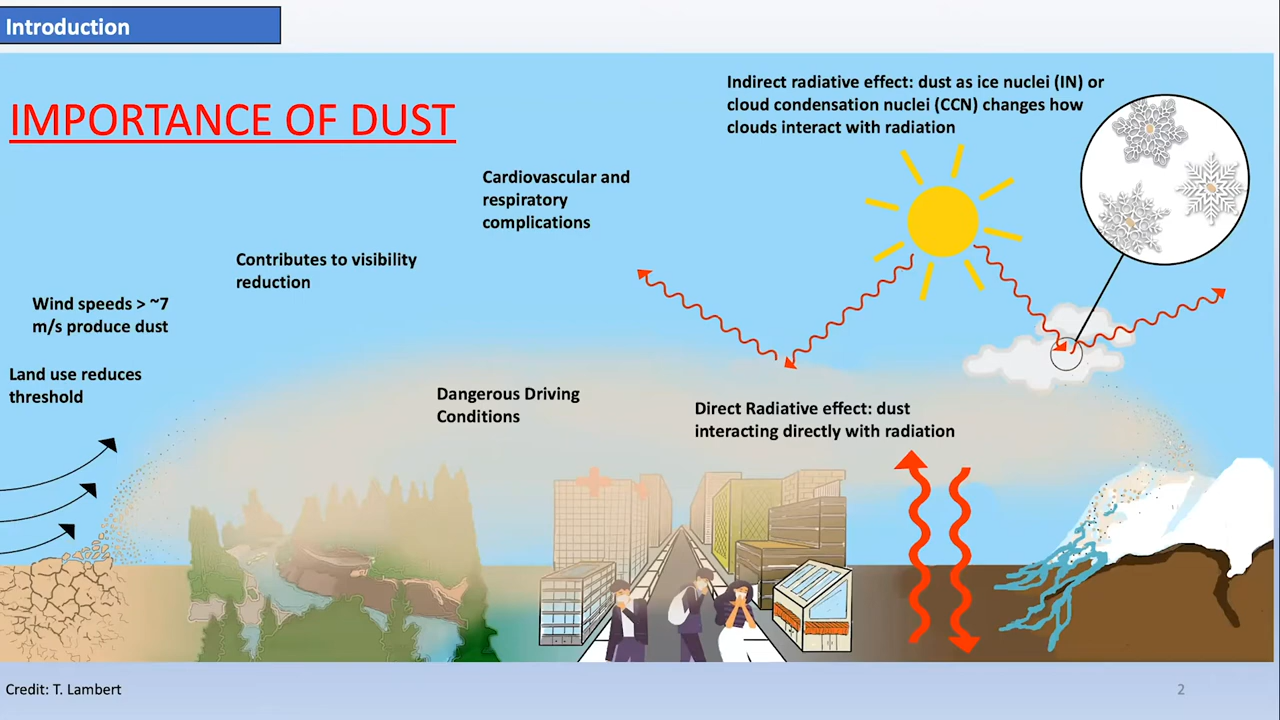 Introduction
IMPORTANCE OF DUST
Indirect radiative effect: dust as ice nuclei (IN) or
cloud condensation nuclei (CCN) changes how
clouds interact with radiation
Cardiovascular and
respiratory
complications
Contributes to visibility
reduction
Wind speeds > ~7
m/s produce dust
Land use reduces
threshold
Dangerous Driving
Conditions
Direct Radiative effect: dust
interacting directly with radiation
Credit: T. Lambert
2